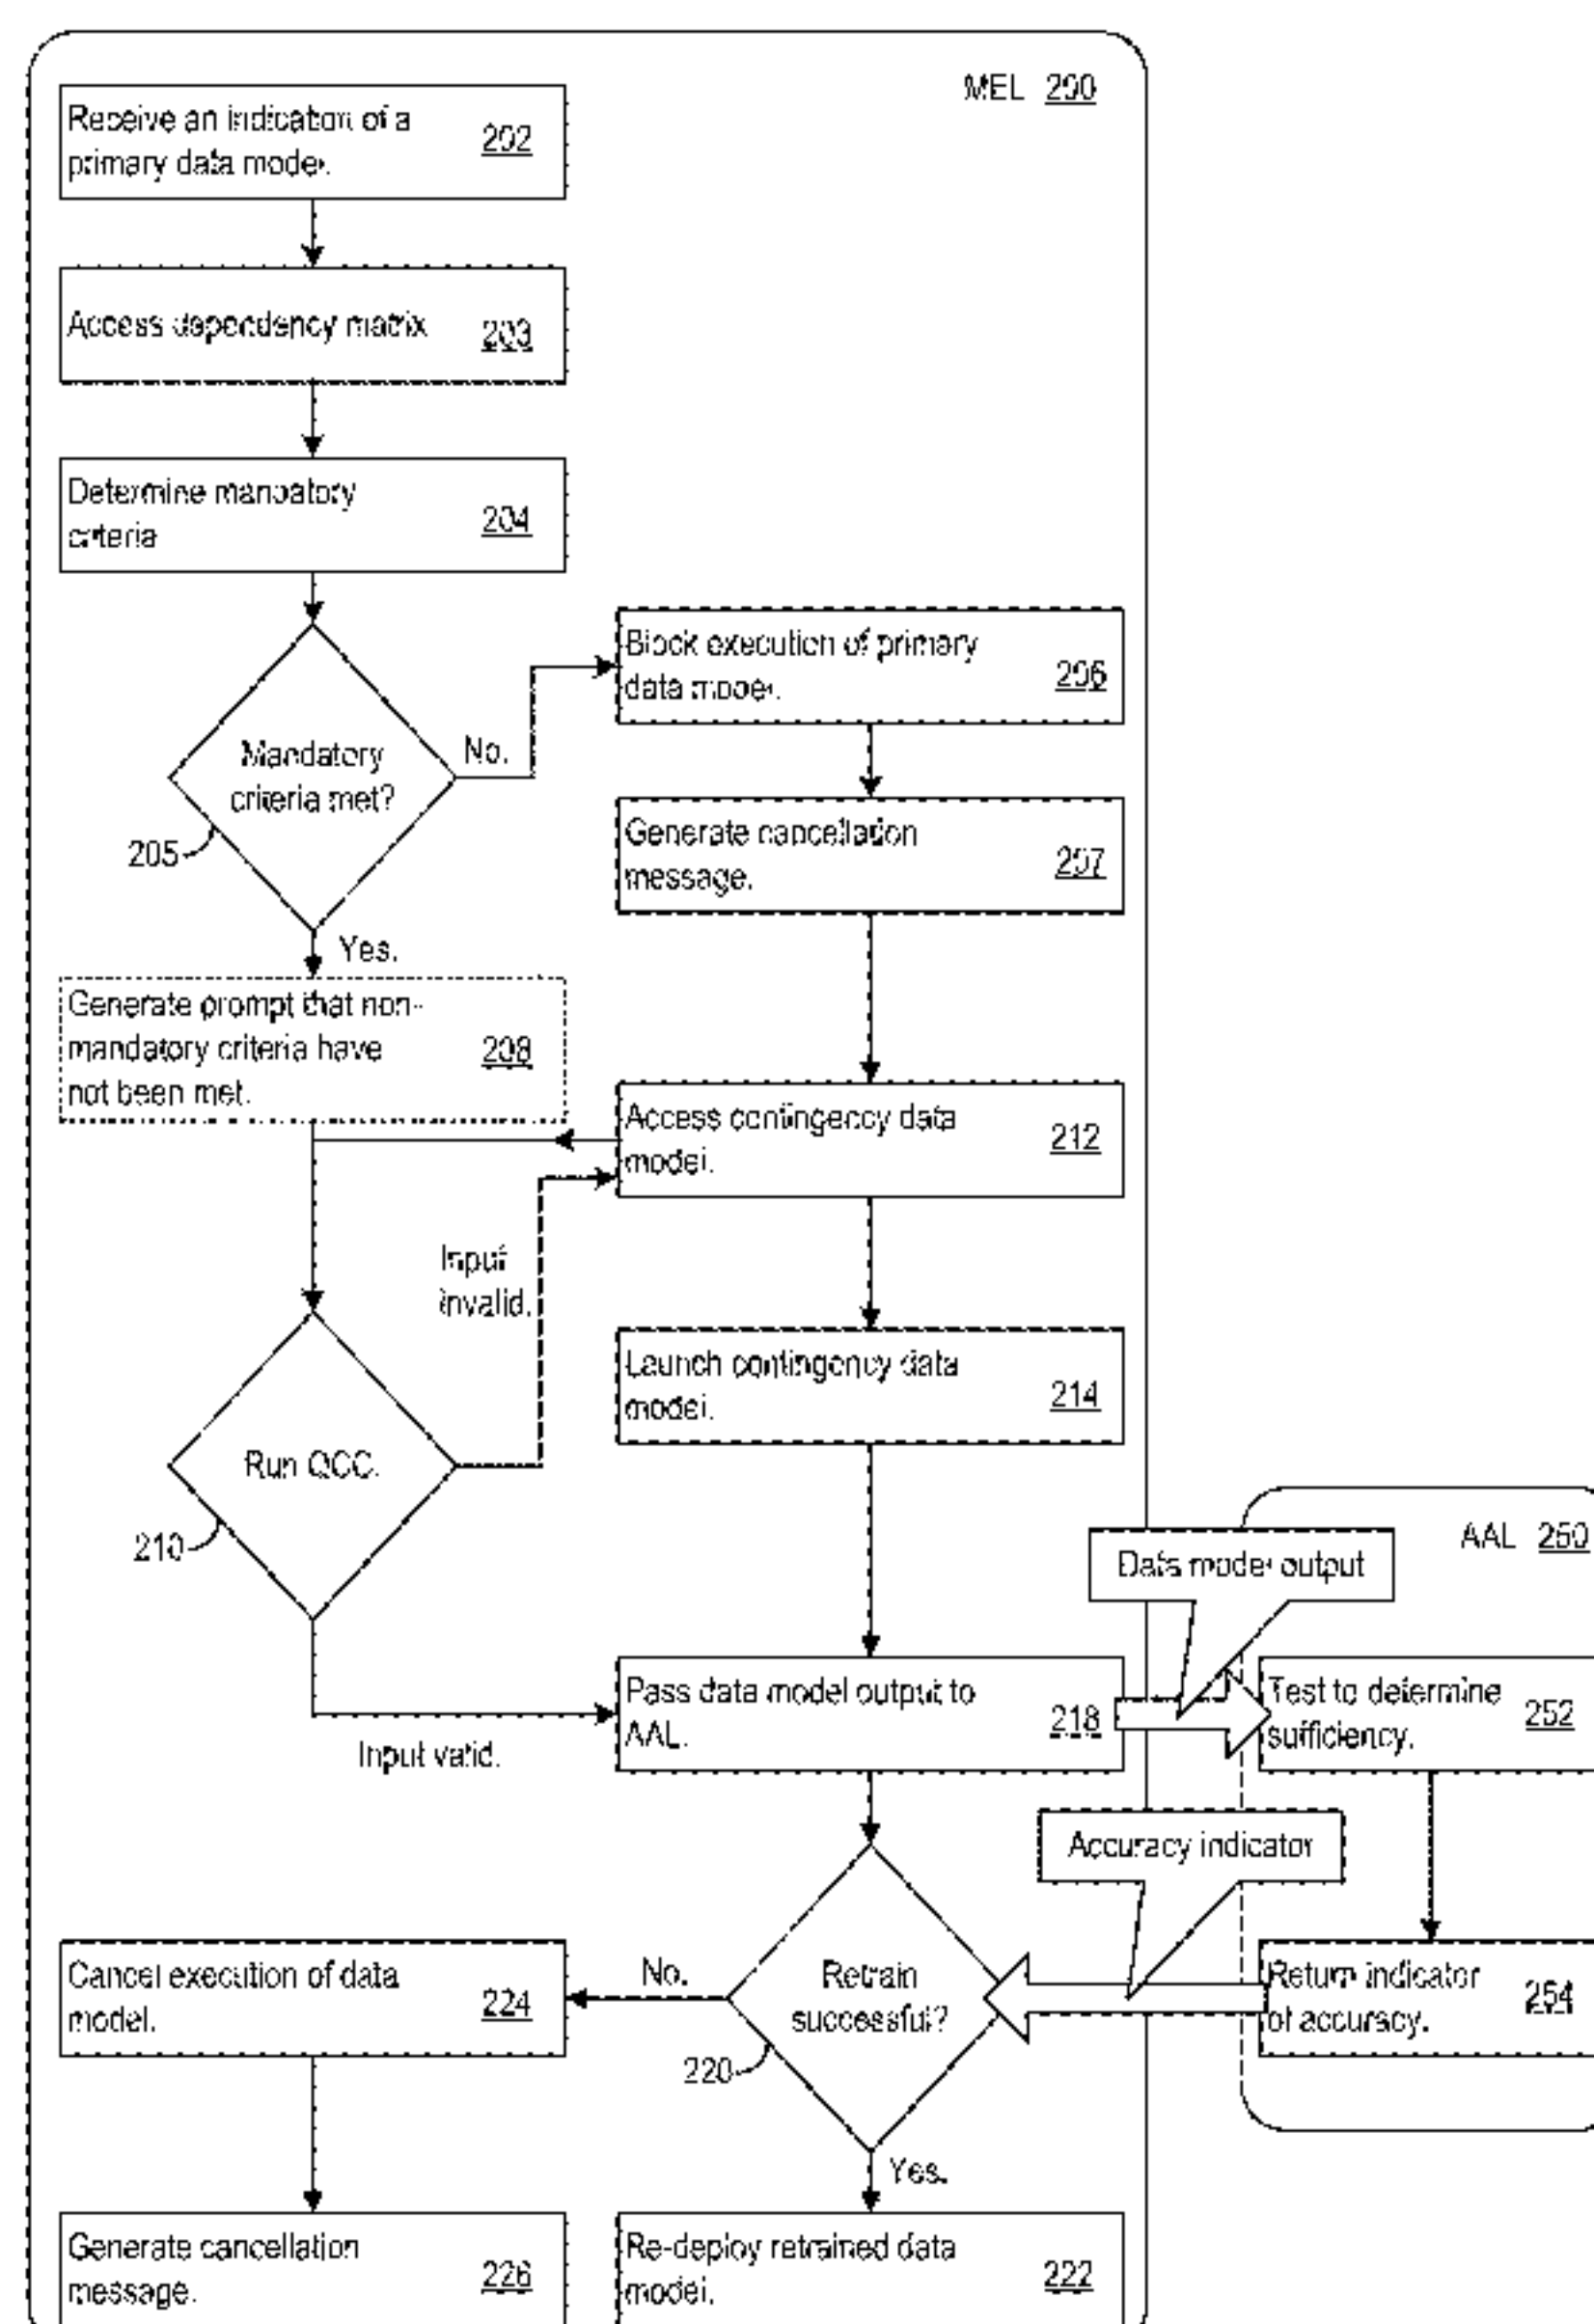 MEL 200
Receive an indication of a
primary data model.
202
Access dependency matrix
203
Determine mandatory
criteria
204
Mandatory
criteria met?
205
No.
Yes.
Block execution of primary
data model.
206
Generate cancellation
message.
207
Generate prompt that non-
mandatory criteria have
not been met.
208
Access contingency data
model.
212
Input
invalid.
Launch contingency data
model.
214
Run QCC.
210
Input valid.
Pass data model output to
AAL.
218
Data model output
AAL 250
Test to determine
sufficiency.
252
Accuracy indicator
Return indicator
of accuracy.
254
Retrain
successful?
220
No.
Yes.
Cancel execution of data
model.
224
Generate cancellation
message.
226
Re-deploy retrained data
model.
222